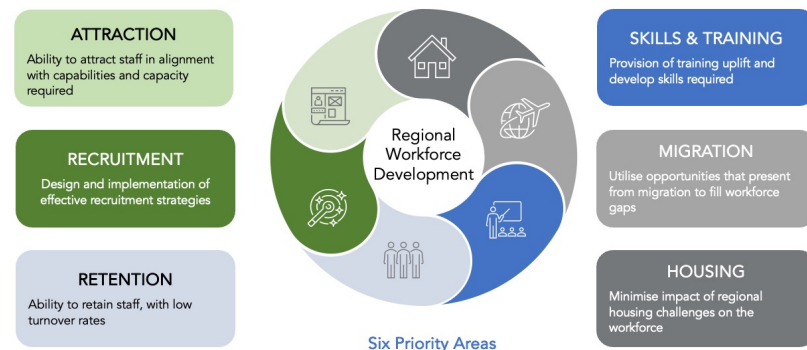 ATTRACTION
Ability to attract staff in alignment
with capabilities and capacity
required
RECRUITMENT
Design and implementation of
effective recruitment strategies
RETENTION
Ability to retain staff, with low
turnover rates
Regional
Workforce
Development
Six Priority Areas
SKILLS & TRAINING
Provision of training uplift and
develop skills required
MIGRATION
Utilise opportunities that present
from migration to fill workforce
gaps
HOUSING
Minimise impact of regional
housing challenges on the
workforce